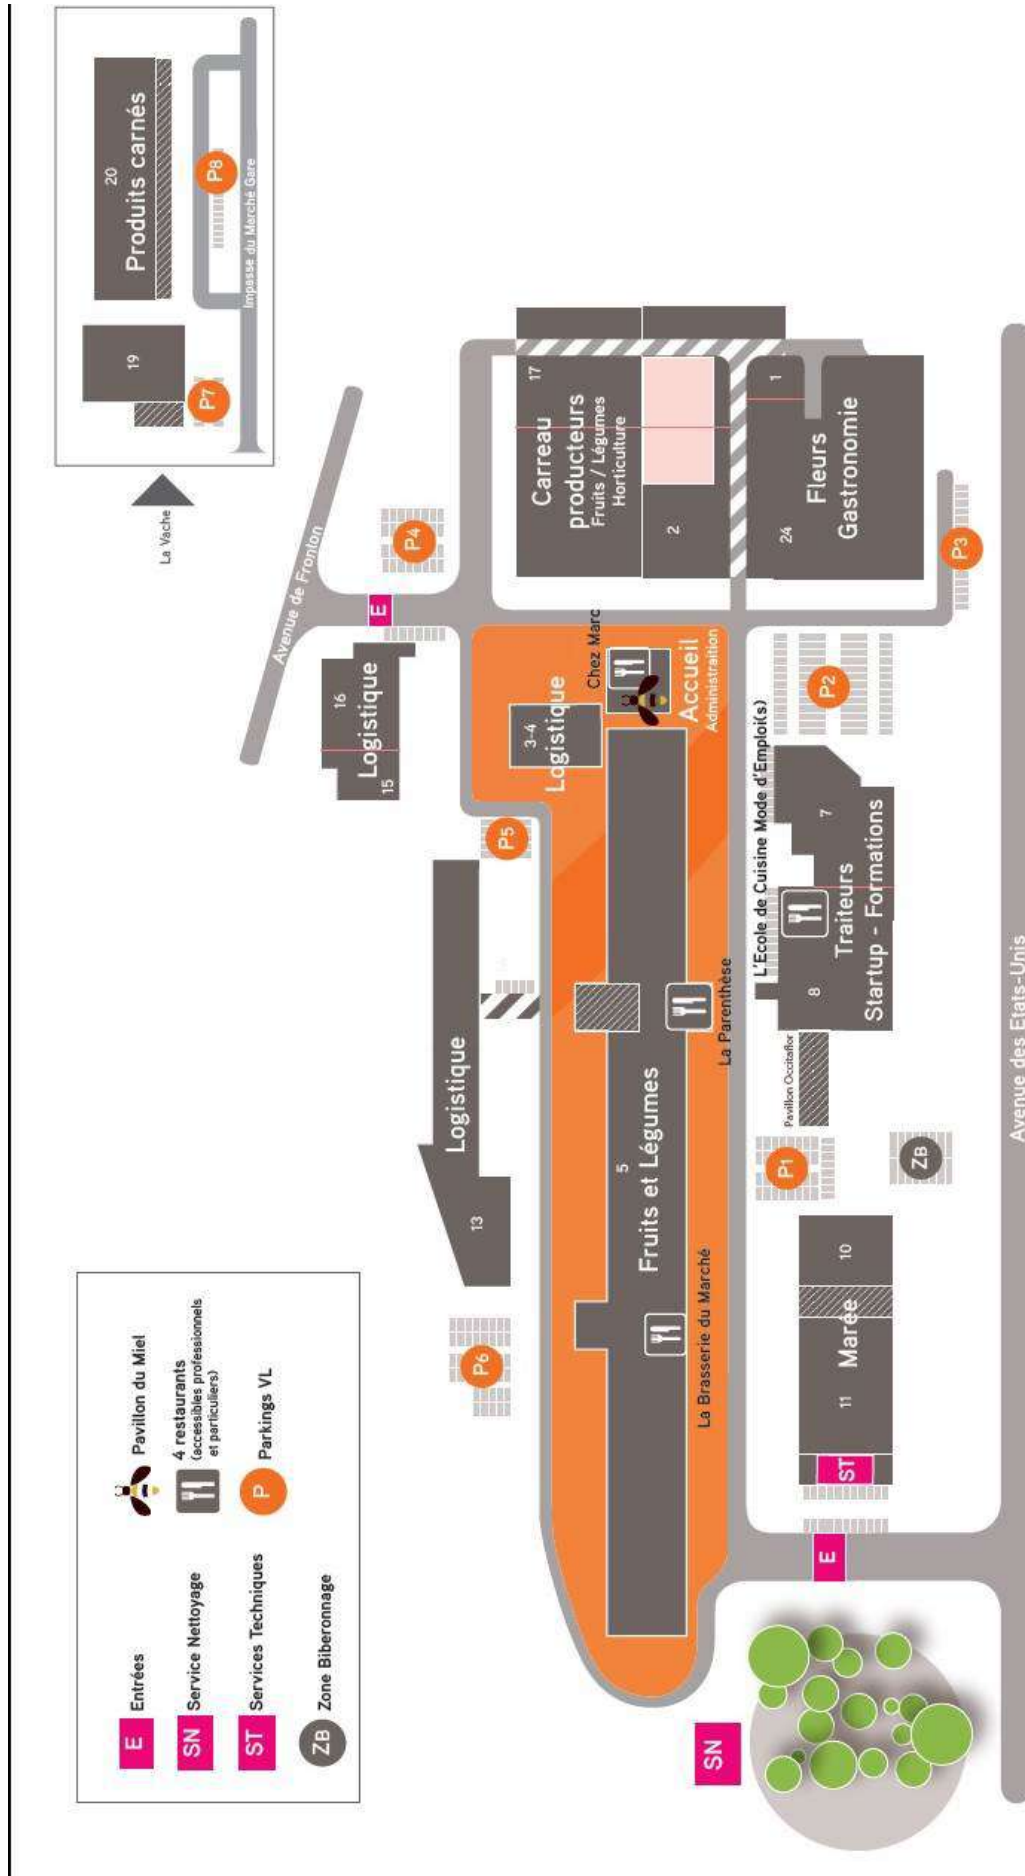 20
Produits carnés
P8
Impasse du Marché Gare
19
P7
La Vache
Avenue de Fronton
P4
E
16
Logistique
15
17
Carreau
producteurs
Fruits / Légumes
Horticulture
2
1
Fleurs
Gastronomie
24
P3
Chez Marc
Accueil
Administraition
3-4
Logistique
P5
P2
L'Ecole de Cuisine Mode d'Emploi(s)
7
Traiteurs
Startup - Formations
8
Pavillon Occitaflor
La Parenthèse
Logistique
13
5
Fruits et Légumes
P1
ZB
P6
La Brasserie du Marché
10
Marée
11
ST
E
SN
Avenue des Etats-Unis
E
Entrées
SN
Service Nettoyage
ST
Services Techniques
ZB
Zone Biberonnage
Pavillon du Miel
4 restaurants
(accessibles professionnels
et particuliers)
P
Parkings VL